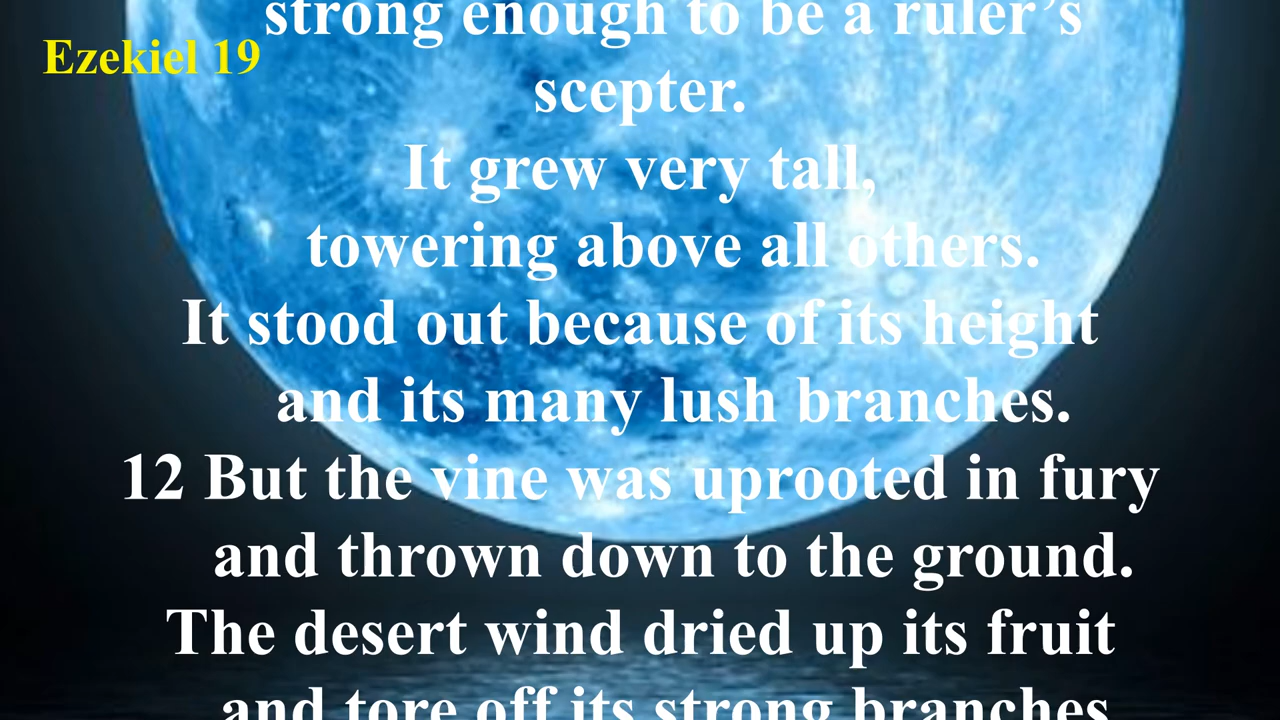 strong enough to be a ruler’s
Ezekiel 19
scepter.
It grew very tall,
towering above all others.
It stood out because of its height
and its many lush branches.
12 But the vine was uprooted in fury
and thrown down to the ground.
The desert wind dried up its fruit
and tore off its strong branches